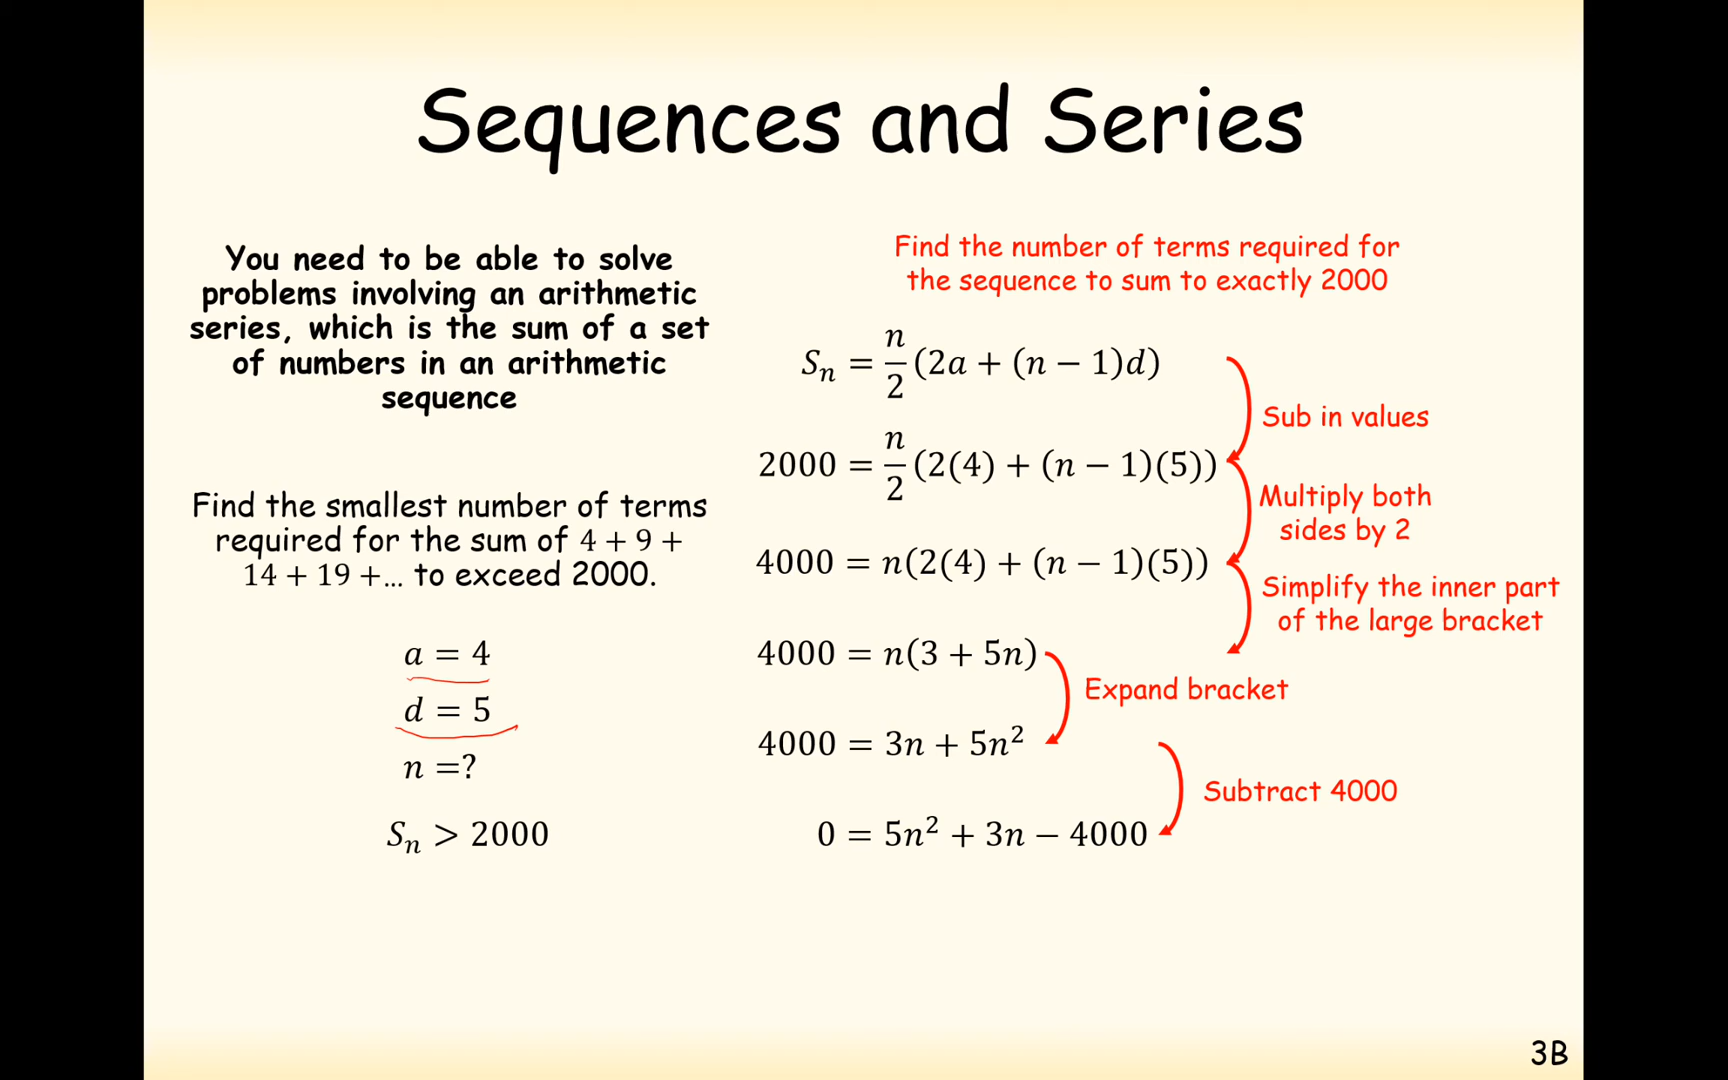 Sequences and Series
You need to be able to solve
problems involving an arithmetic
series, which is the sum of a set
of numbers in an arithmetic
sequence
Find the smallest number of terms
required for the sum of 4 + 9 +
14 + 19 +... to exceed 2000.
a = 4
d = 5
n =?
Sₙ > 2000
Find the number of terms required for
the sequence to sum to exactly 2000
Sₙ = n/2 (2a + (n − 1)d)
Sub in values
2000 = n/2 (2(4) + (n − 1)(5))
Multiply both
sides by 2
4000 = n(2(4) + (n − 1)(5))
Simplify the inner part
of the large bracket
4000 = n(3 + 5n)
Expand bracket
4000 = 3n + 5n²
Subtract 4000
0 = 5n² + 3n − 4000
3B